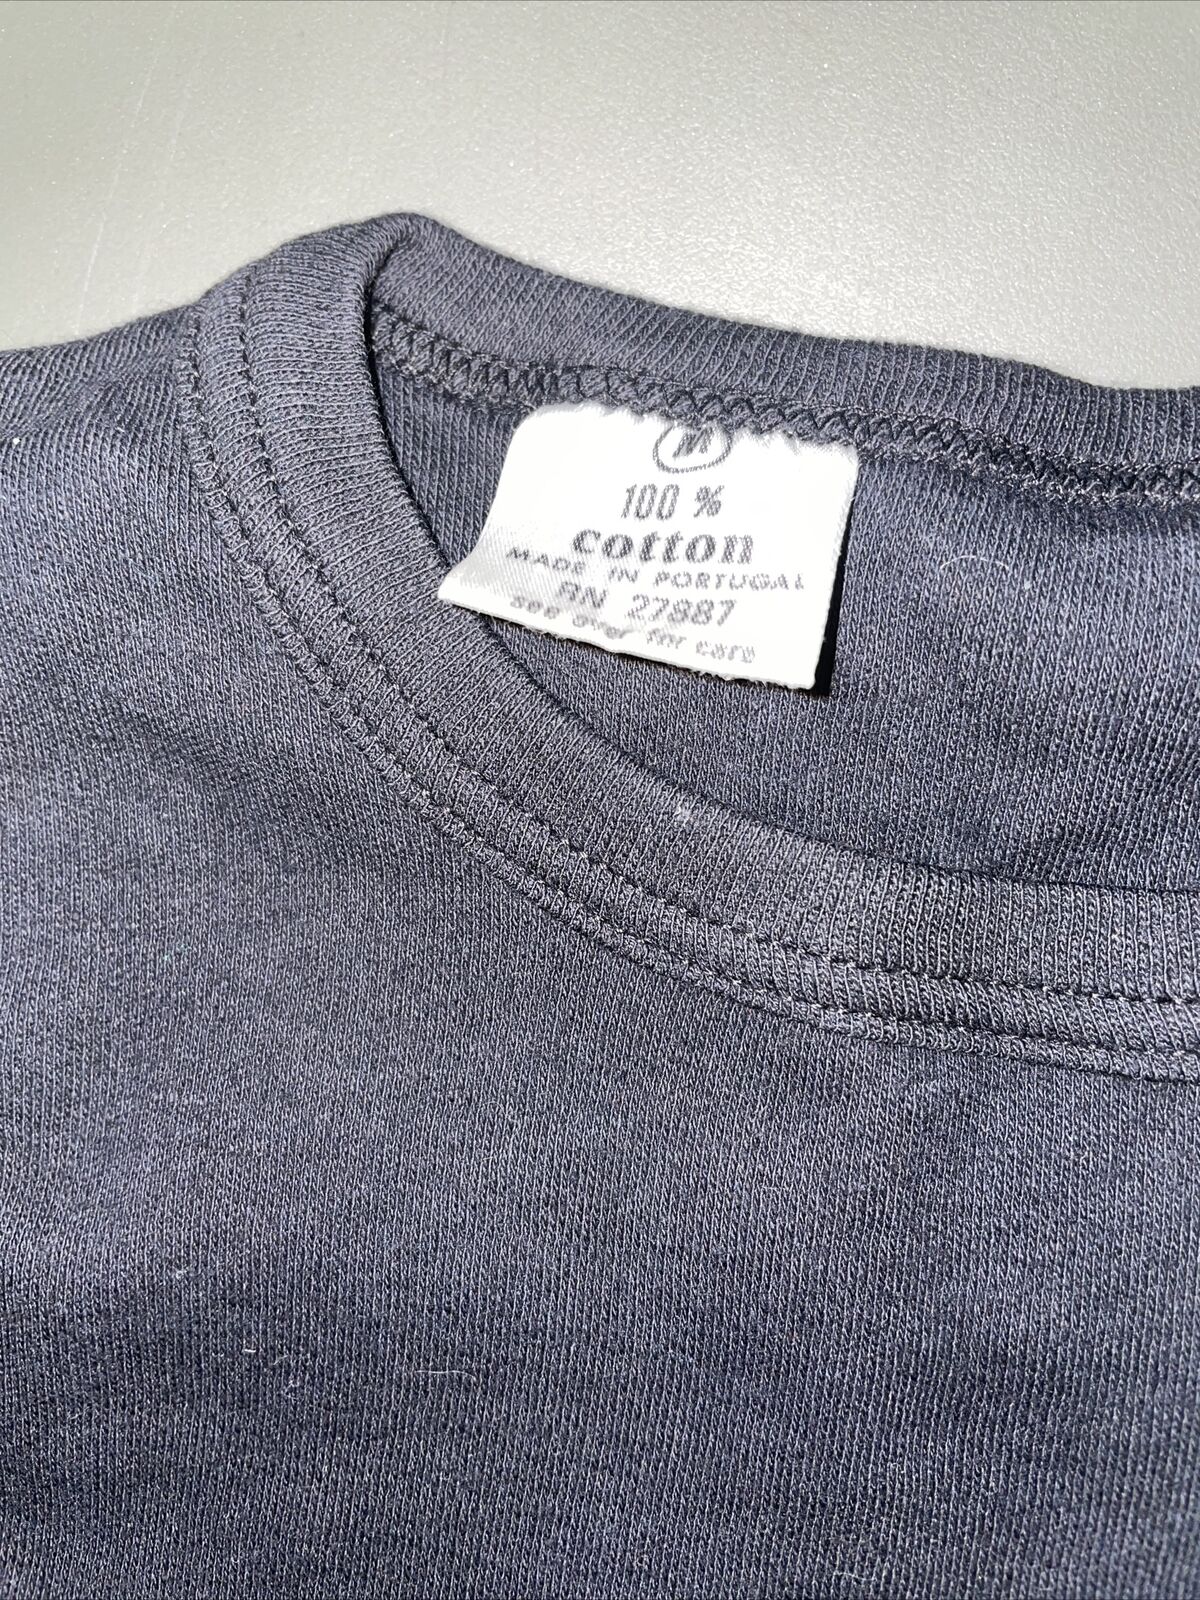 M
100 %
cotton
MADE IN PORTUGAL
RN 27887
see over for care